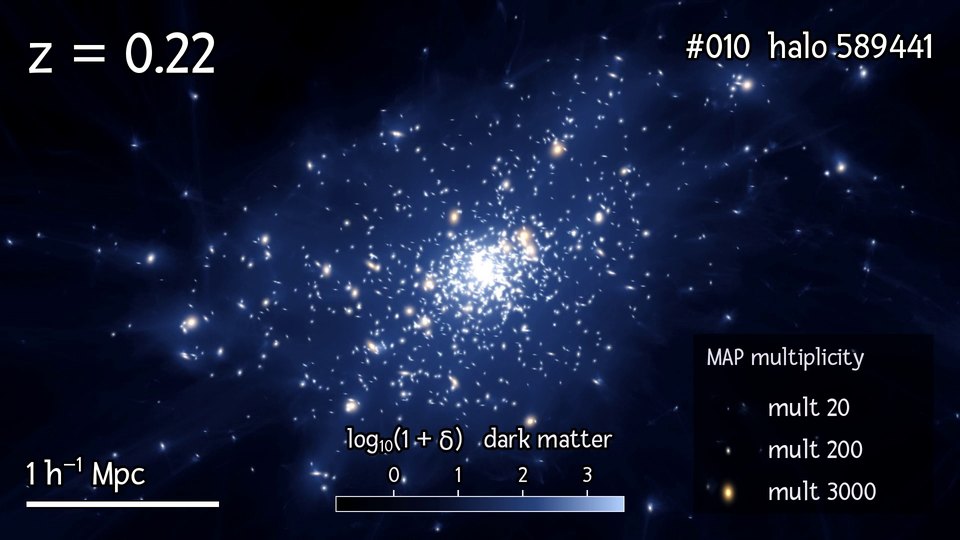 z = 0.22
#010 halo 589441
MAP multiplicity
mult 20
mult 200
mult 3000
log₁₀(1 + δ) dark matter
0 1 2 3
1 h⁻¹ Mpc